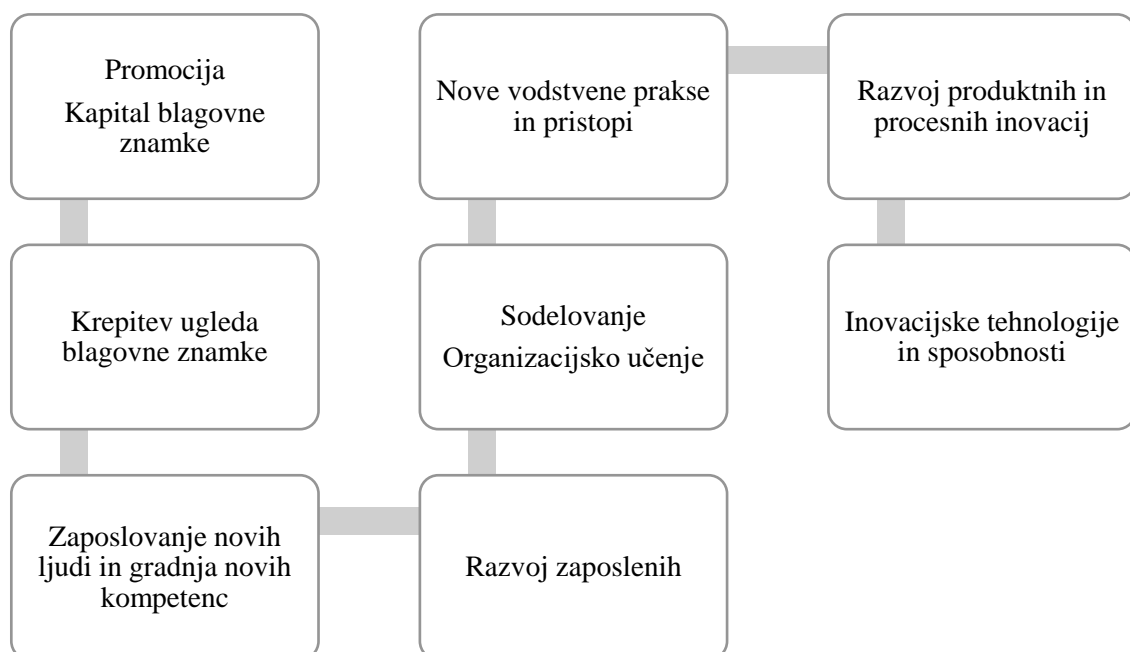 Promocija
Kapital blagovne
znamke
Krepitev ugleda
blagovne znamke
Zaposlovanje novih
ljudi in gradnja novih
kompetenc
Razvoj zaposlenih
Sodelovanje
Organizacijsko učenje
Nove vodstvene prakse
in pristopi
Razvoj produktnih in
procesnih inovacij
Inovacijske tehnologije
in sposobnosti